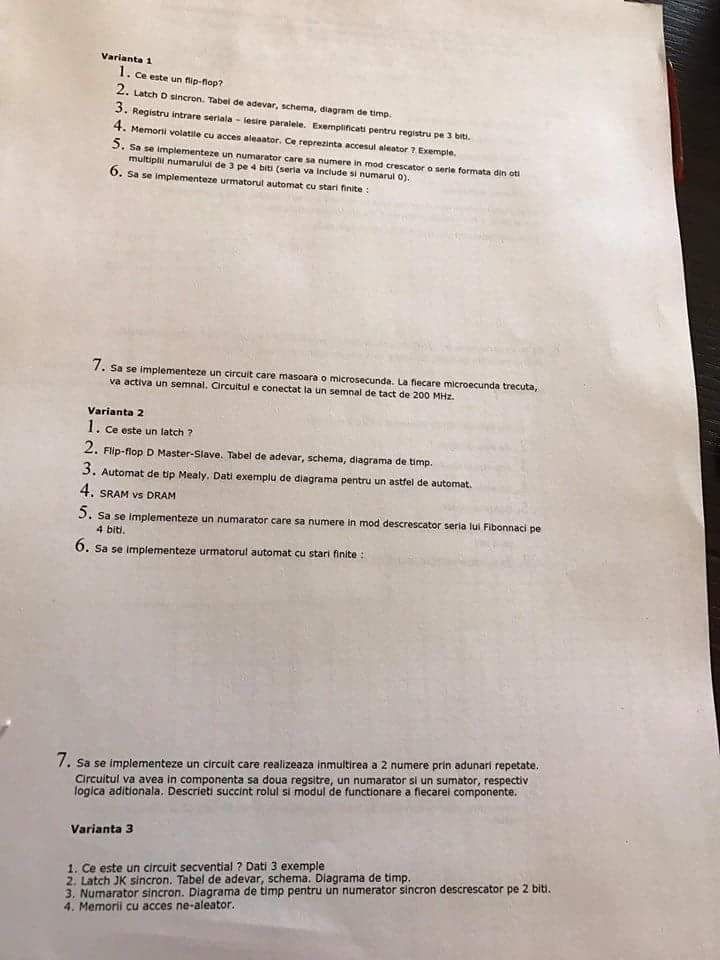 Varianta 1
1. Ce este un flip-flop?
2. Latch D sincron. Tabel de adevar, schema, diagram de timp.
3. Registru intrare seriala – iesire paralele. Exemplificati pentru registru pe 3 biti.
4. Memorii volatile cu acces aleaator. Ce reprezinta accesul aleator ? Exemple.
5. Sa se implementeze un numarator care sa numere in mod crescator o serie formata din oti
multiplii numarului de 3 pe 4 biti (seria va include si numarul 0).
6. Sa se implementeze urmatorul automat cu stari finite :
7. Sa se implementeze un circuit care masoara o microsecunda. La fiecare microecunda trecuta,
va activa un semnal. Circuitul e conectat la un semnal de tact de 200 MHz.
Varianta 2
1. Ce este un latch ?
2. Flip-flop D Master-Slave. Tabel de adevar, schema, diagrama de timp.
3. Automat de tip Mealy. Dati exemplu de diagrama pentru un astfel de automat.
4. SRAM vs DRAM
5. Sa se implementeze un numarator care sa numere in mod descrescator seria lui Fibonnaci pe
4 biti.
6. Sa se implementeze urmatorul automat cu stari finite :
7. Sa se implementeze un circuit care realizeaza inmultirea a 2 numere prin adunari repetate.
Circuitul va avea in componenta sa doua regsitre, un numarator si un sumator, respectiv
logica aditionala. Descrieti succint rolul si modul de functionare a fiecarei componente.
Varianta 3
1. Ce este un circuit secvential ? Dati 3 exemple
2. Latch JK sincron. Tabel de adevar, schema. Diagrama de timp.
3. Numarator sincron. Diagrama de timp pentru un numerator sincron descrescator pe 2 biti.
4. Memorii cu acces ne-aleator.